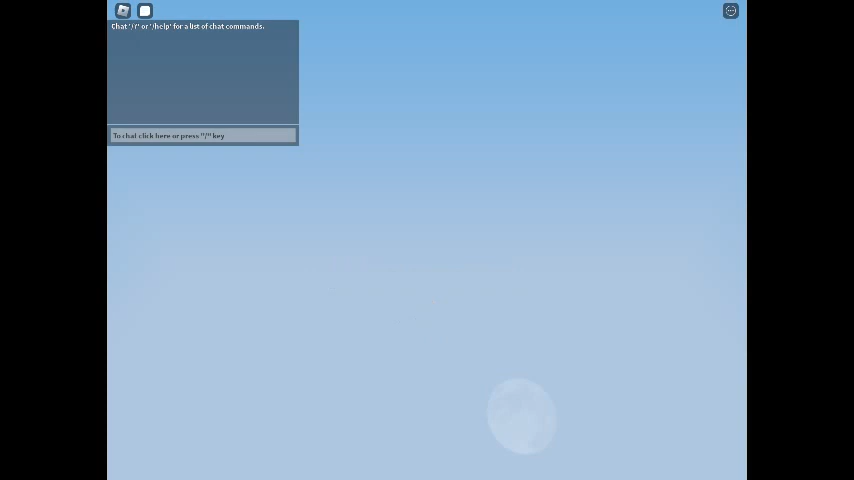 Chat '/?' or '/help' for a list of chat commands.
To chat click here or press "/" key